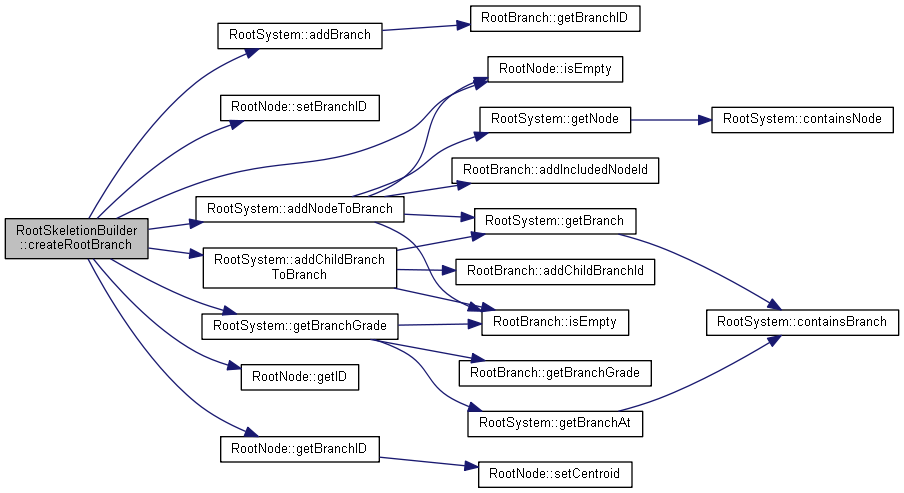 RootSkeletionBuilder
::createRootBranch
RootSystem::addBranch
RootBranch::getBranchID
RootNode::isEmpty
RootNode::setBranchID
RootSystem::getNode
RootSystem::containsNode
RootBranch::addIncludedNodeId
RootSystem::addNodeToBranch
RootSystem::getBranch
RootSystem::addChildBranch
ToBranch
RootBranch::addChildBranchId
RootSystem::getBranchGrade
RootBranch::isEmpty
RootSystem::containsBranch
RootNode::getID
RootBranch::getBranchGrade
RootSystem::getBranchAt
RootNode::getBranchID
RootNode::setCentroid